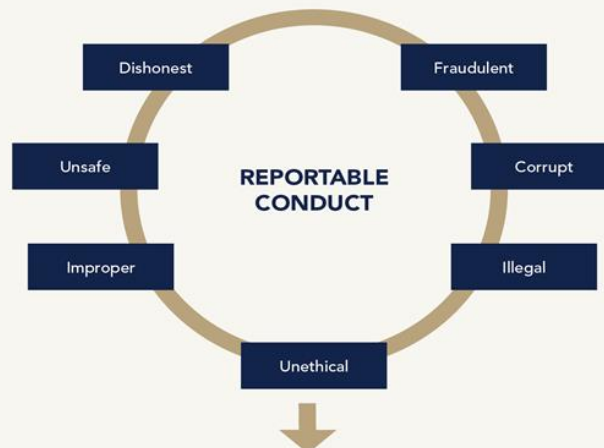 Dishonest
Fraudulent
Unsafe
Corrupt
REPORTABLE
CONDUCT
Improper
Illegal
Unethical